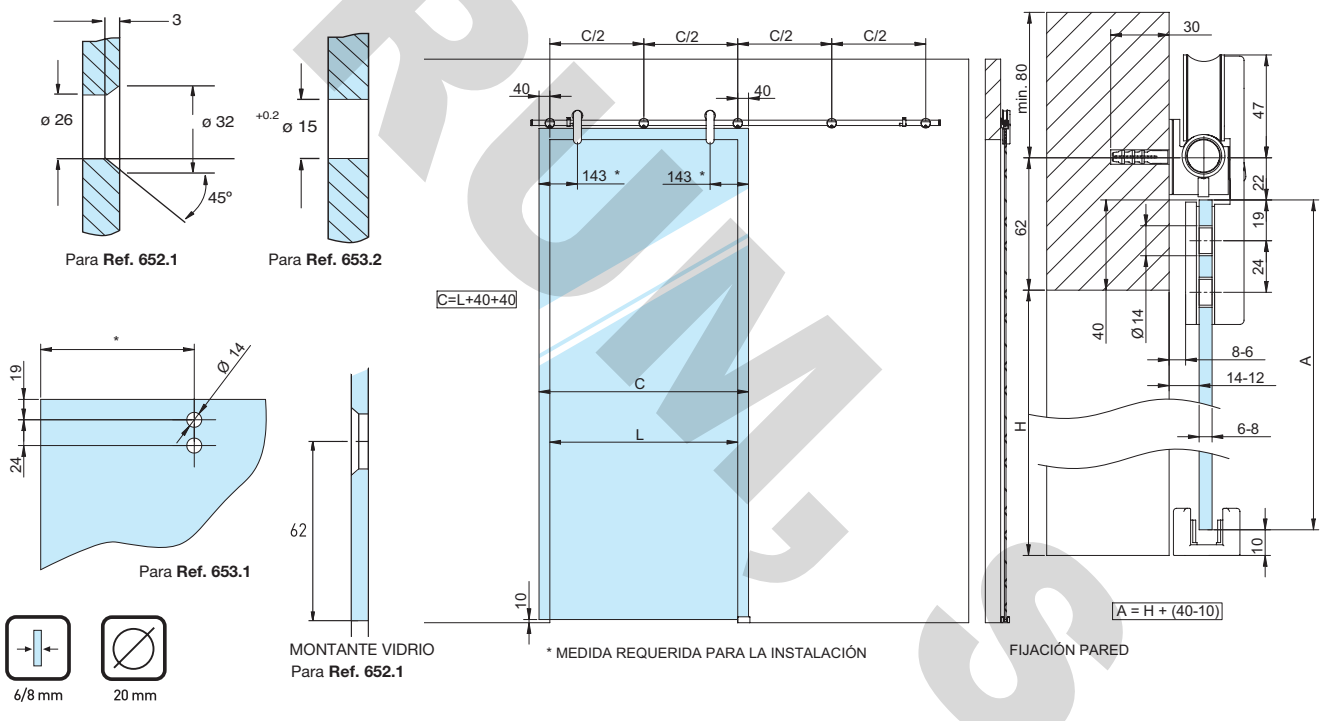 3
ø 26
ø 32
45º
Para Ref. 652.1
+0.2
ø 15
Para Ref. 653.2
*
19
24
Ø 14
Para Ref. 653.1
6/8 mm
20 mm
62
MONTANTE VIDRIO
Para Ref. 652.1
C/2
C/2
C/2
C/2
40
40
143 *
143 *
C=L+40+40
C
L
10
* MEDIDA REQUERIDA PARA LA INSTALACIÓN
30
min. 80
47
22
62
19
24
40
Ø 14
8-6
14-12
A
H
6-8
10
A = H + (40-10)
FIJACIÓN PARED
RUM,S